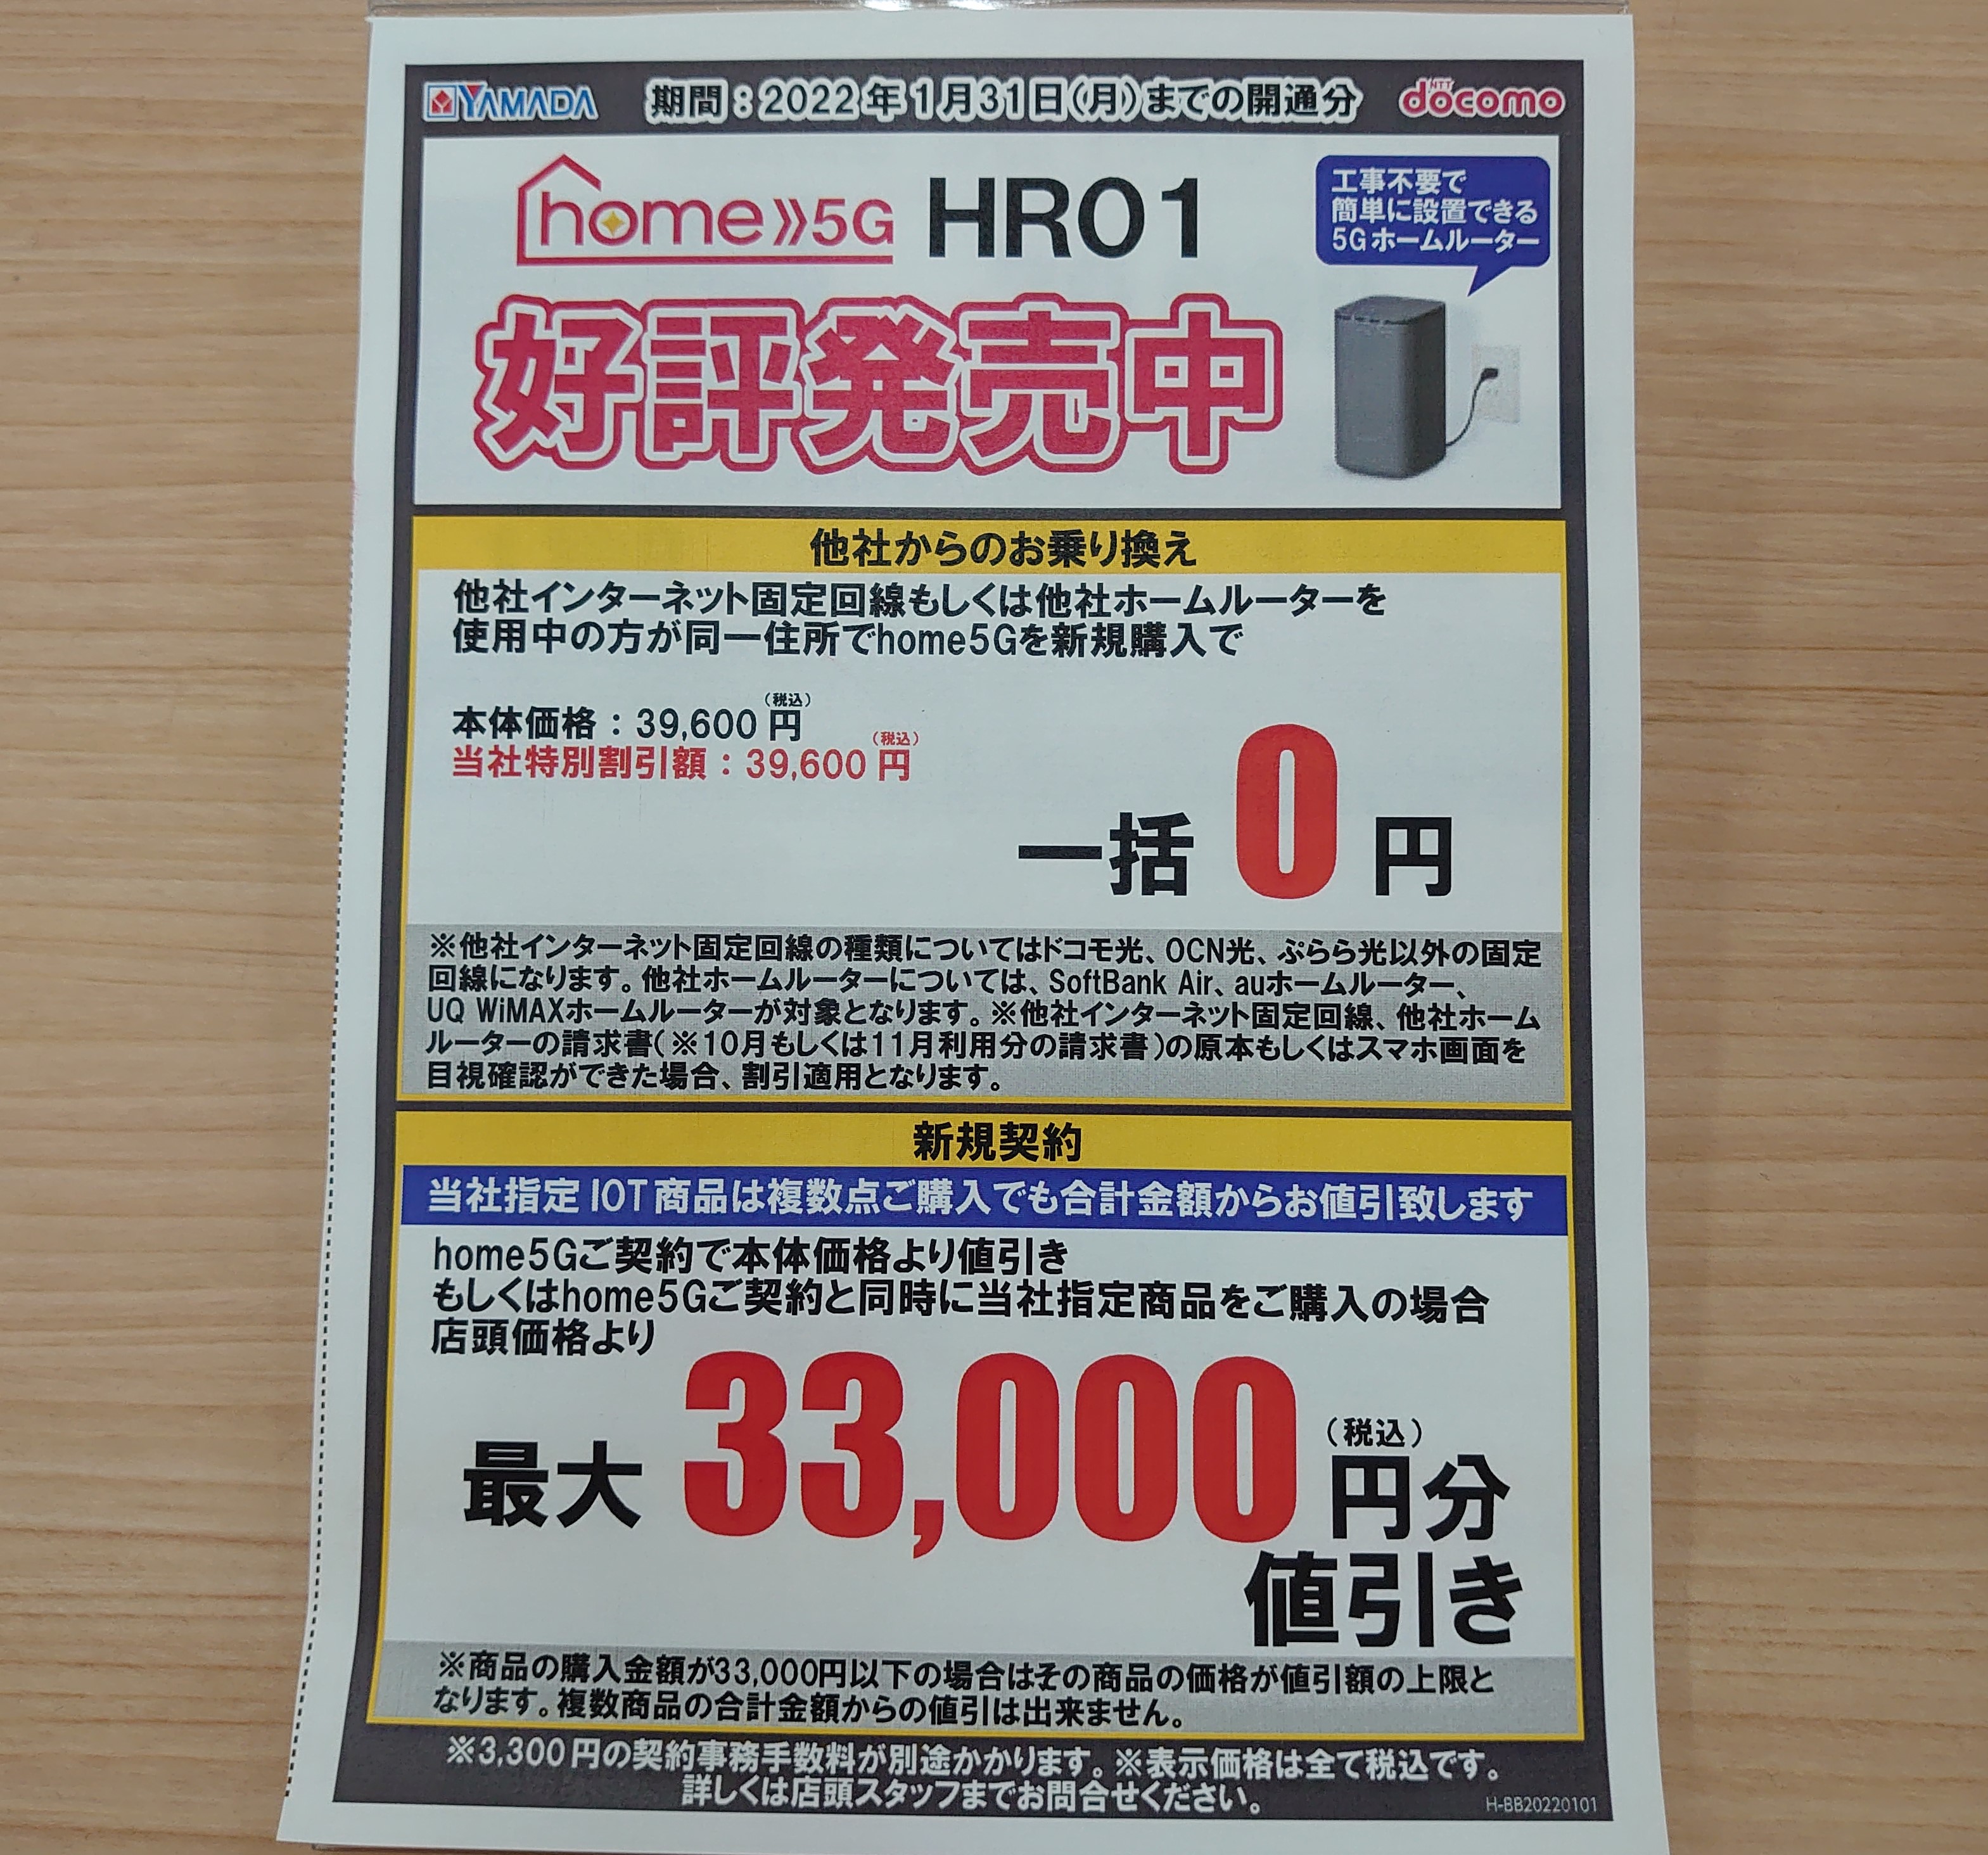 YAMADA 期間：2022年1月31日（月）までの開通分 NTT docomo
home 5G HR01
工事不要で
簡単に設置できる
5Gホームルーター
好評発売中
他社からのお乗り換え
他社インターネット固定回線もしくは他社ホームルーターを
使用中の方が同一住所でhome5Gを新規購入で
本体価格：39,600円（税込）
当社特別割引額：39,600円（税込）
一括 0 円
※他社インターネット固定回線の種類についてはドコモ光、OCN光、ぷらら光以外の固定
回線になります。他社ホームルーターについては、SoftBank Air、auホームルーター、
UQ WiMAXホームルーターが対象となります。※他社インターネット固定回線、他社ホーム
ルーターの請求書(※10月もしくは11月利用分の請求書)の原本もしくはスマホ画面を
目視確認ができた場合、割引適用となります。
新規契約
当社指定IOT商品は複数点ご購入でも合計金額からお値引致します
home5Gご契約で本体価格より値引き
もしくはhome5Gご契約と同時に当社指定商品をご購入の場合
店頭価格より
最大 33,000 円分（税込）
値引き
※商品の購入金額が33,000円以下の場合はその商品の価格が値引額の上限と
なります。複数商品の合計金額からの値引は出来ません。
※3,300円の契約事務手数料が別途かかります。※表示価格は全て税込です。
詳しくは店頭スタッフまでお問合せください。
H-BB20220101